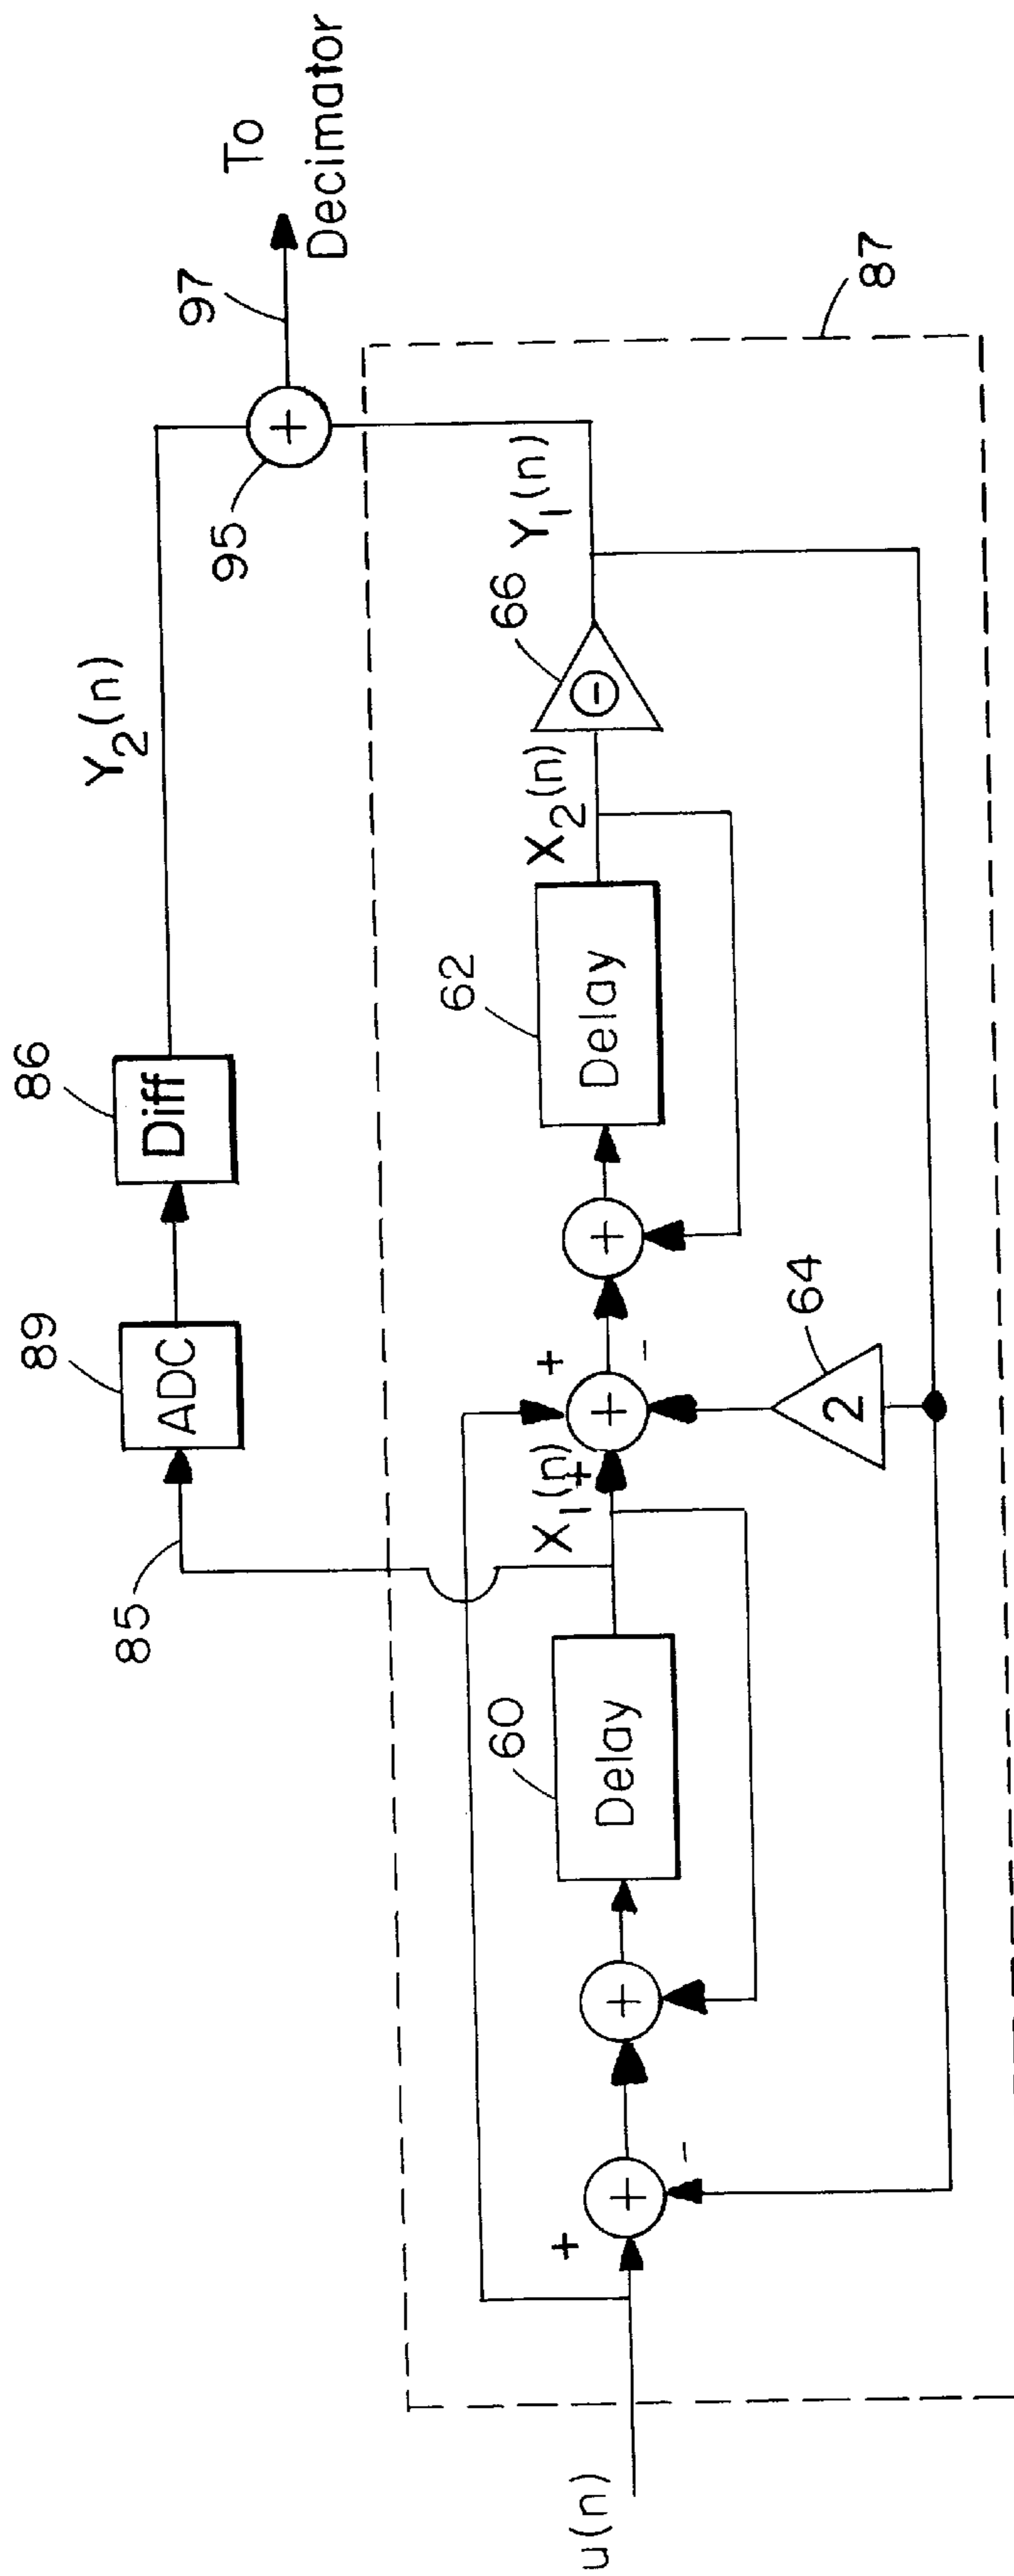 86
89
Diff
ADC
Y2(n)
85
97
To
Decimator
95
+
60
62
66
X1(n)
X2(n)
Y1(n)
87
u(n)
+
+
+
Delay
+
+
+
-
+
Delay
-
-
64
2